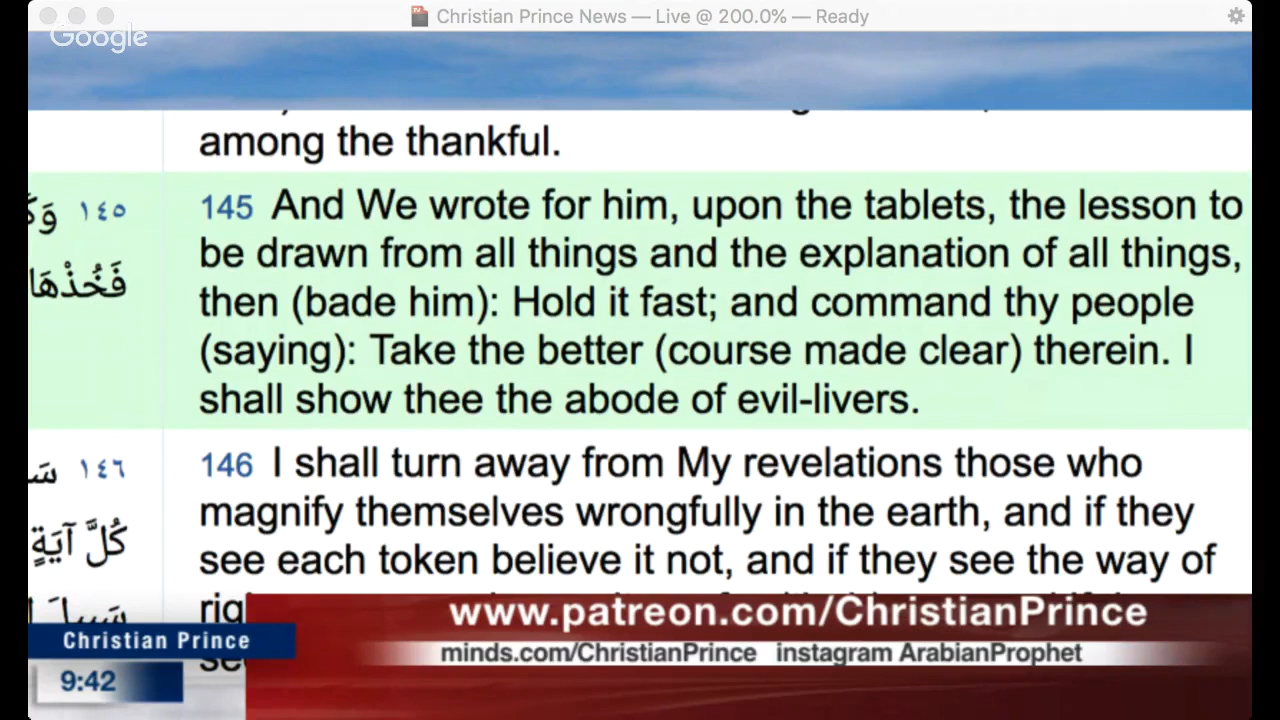 Christian Prince News — Live @ 200.0% — Ready
Google
among the thankful.
١٤٥
145 And We wrote for him, upon the tablets, the lesson to
be drawn from all things and the explanation of all things,
فَخُذْهَا
then (bade him): Hold it fast; and command thy people
(saying): Take the better (course made clear) therein. I
shall show thee the abode of evil-livers.
١٤٦
146 I shall turn away from My revelations those who
magnify themselves wrongfully in the earth, and if they
كُلَّ آيَةٍ
see each token believe it not, and if they see the way of
www.patreon.com/ChristianPrince
Christian Prince
minds.com/ChristianPrince instagram ArabianProphet
9:42